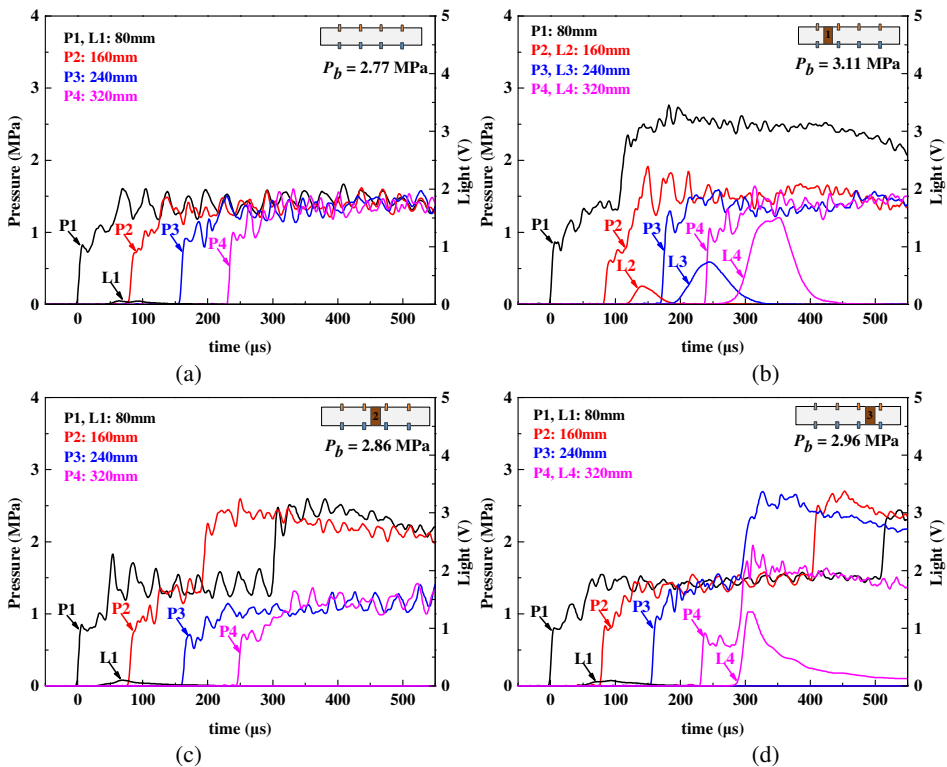 P1, L1: 80mm
P2: 160mm
P3: 240mm
P4: 320mm
P_b = 2.77 MPa
Pressure (MPa)
Light (V)
4
3
2
1
0
5
4
3
2
1
0
P1
P2
P3
P4
L1
0 100 200 300 400 500
time (μs)
(a)
P1: 80mm
P2, L2: 160mm
P3, L3: 240mm
P4, L4: 320mm
1
P_b = 3.11 MPa
Pressure (MPa)
Light (V)
4
3
2
1
0
5
4
3
2
1
0
P1
P2
P3
P4
L2
L3
L4
0 100 200 300 400 500
time (μs)
(b)
P1, L1: 80mm
P2: 160mm
P3: 240mm
P4: 320mm
2
P_b = 2.86 MPa
Pressure (MPa)
Light (V)
4
3
2
1
0
5
4
3
2
1
0
P1
P2
P3
P4
L1
0 100 200 300 400 500
time (μs)
(c)
P1, L1: 80mm
P2: 160mm
P3: 240mm
P4, L4: 320mm
3
P_b = 2.96 MPa
Pressure (MPa)
Light (V)
4
3
2
1
0
5
4
3
2
1
0
P1
P2
P3
P4
L1
L4
0 100 200 300 400 500
time (μs)
(d)